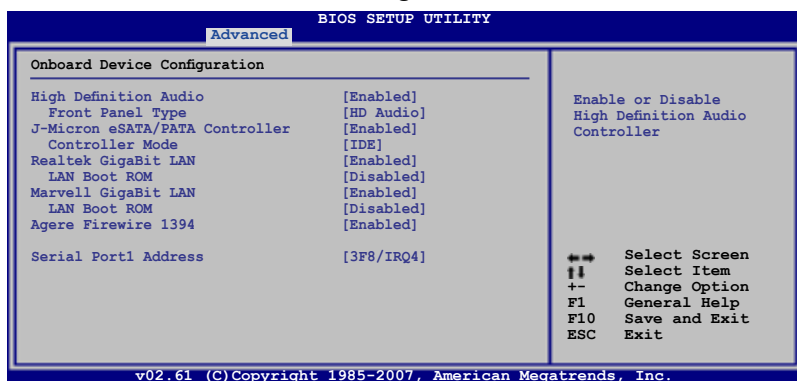 BIOS SETUP UTILITY
Advanced
Onboard Device Configuration
High Definition Audio [Enabled]
Front Panel Type [HD Audio]
J-Micron eSATA/PATA Controller [Enabled]
Controller Mode [IDE]
Realtek GigaBit LAN [Enabled]
LAN Boot ROM [Disabled]
Marvell GigaBit LAN [Enabled]
LAN Boot ROM [Disabled]
Agere Firewire 1394 [Enabled]
Serial Port1 Address [3F8/IRQ4]
Enable or Disable
High Definition Audio
Controller
←→ Select Screen
↑↓ Select Item
+- Change Option
F1 General Help
F10 Save and Exit
ESC Exit
v02.61 (C)Copyright 1985-2007, American Megatrends, Inc.